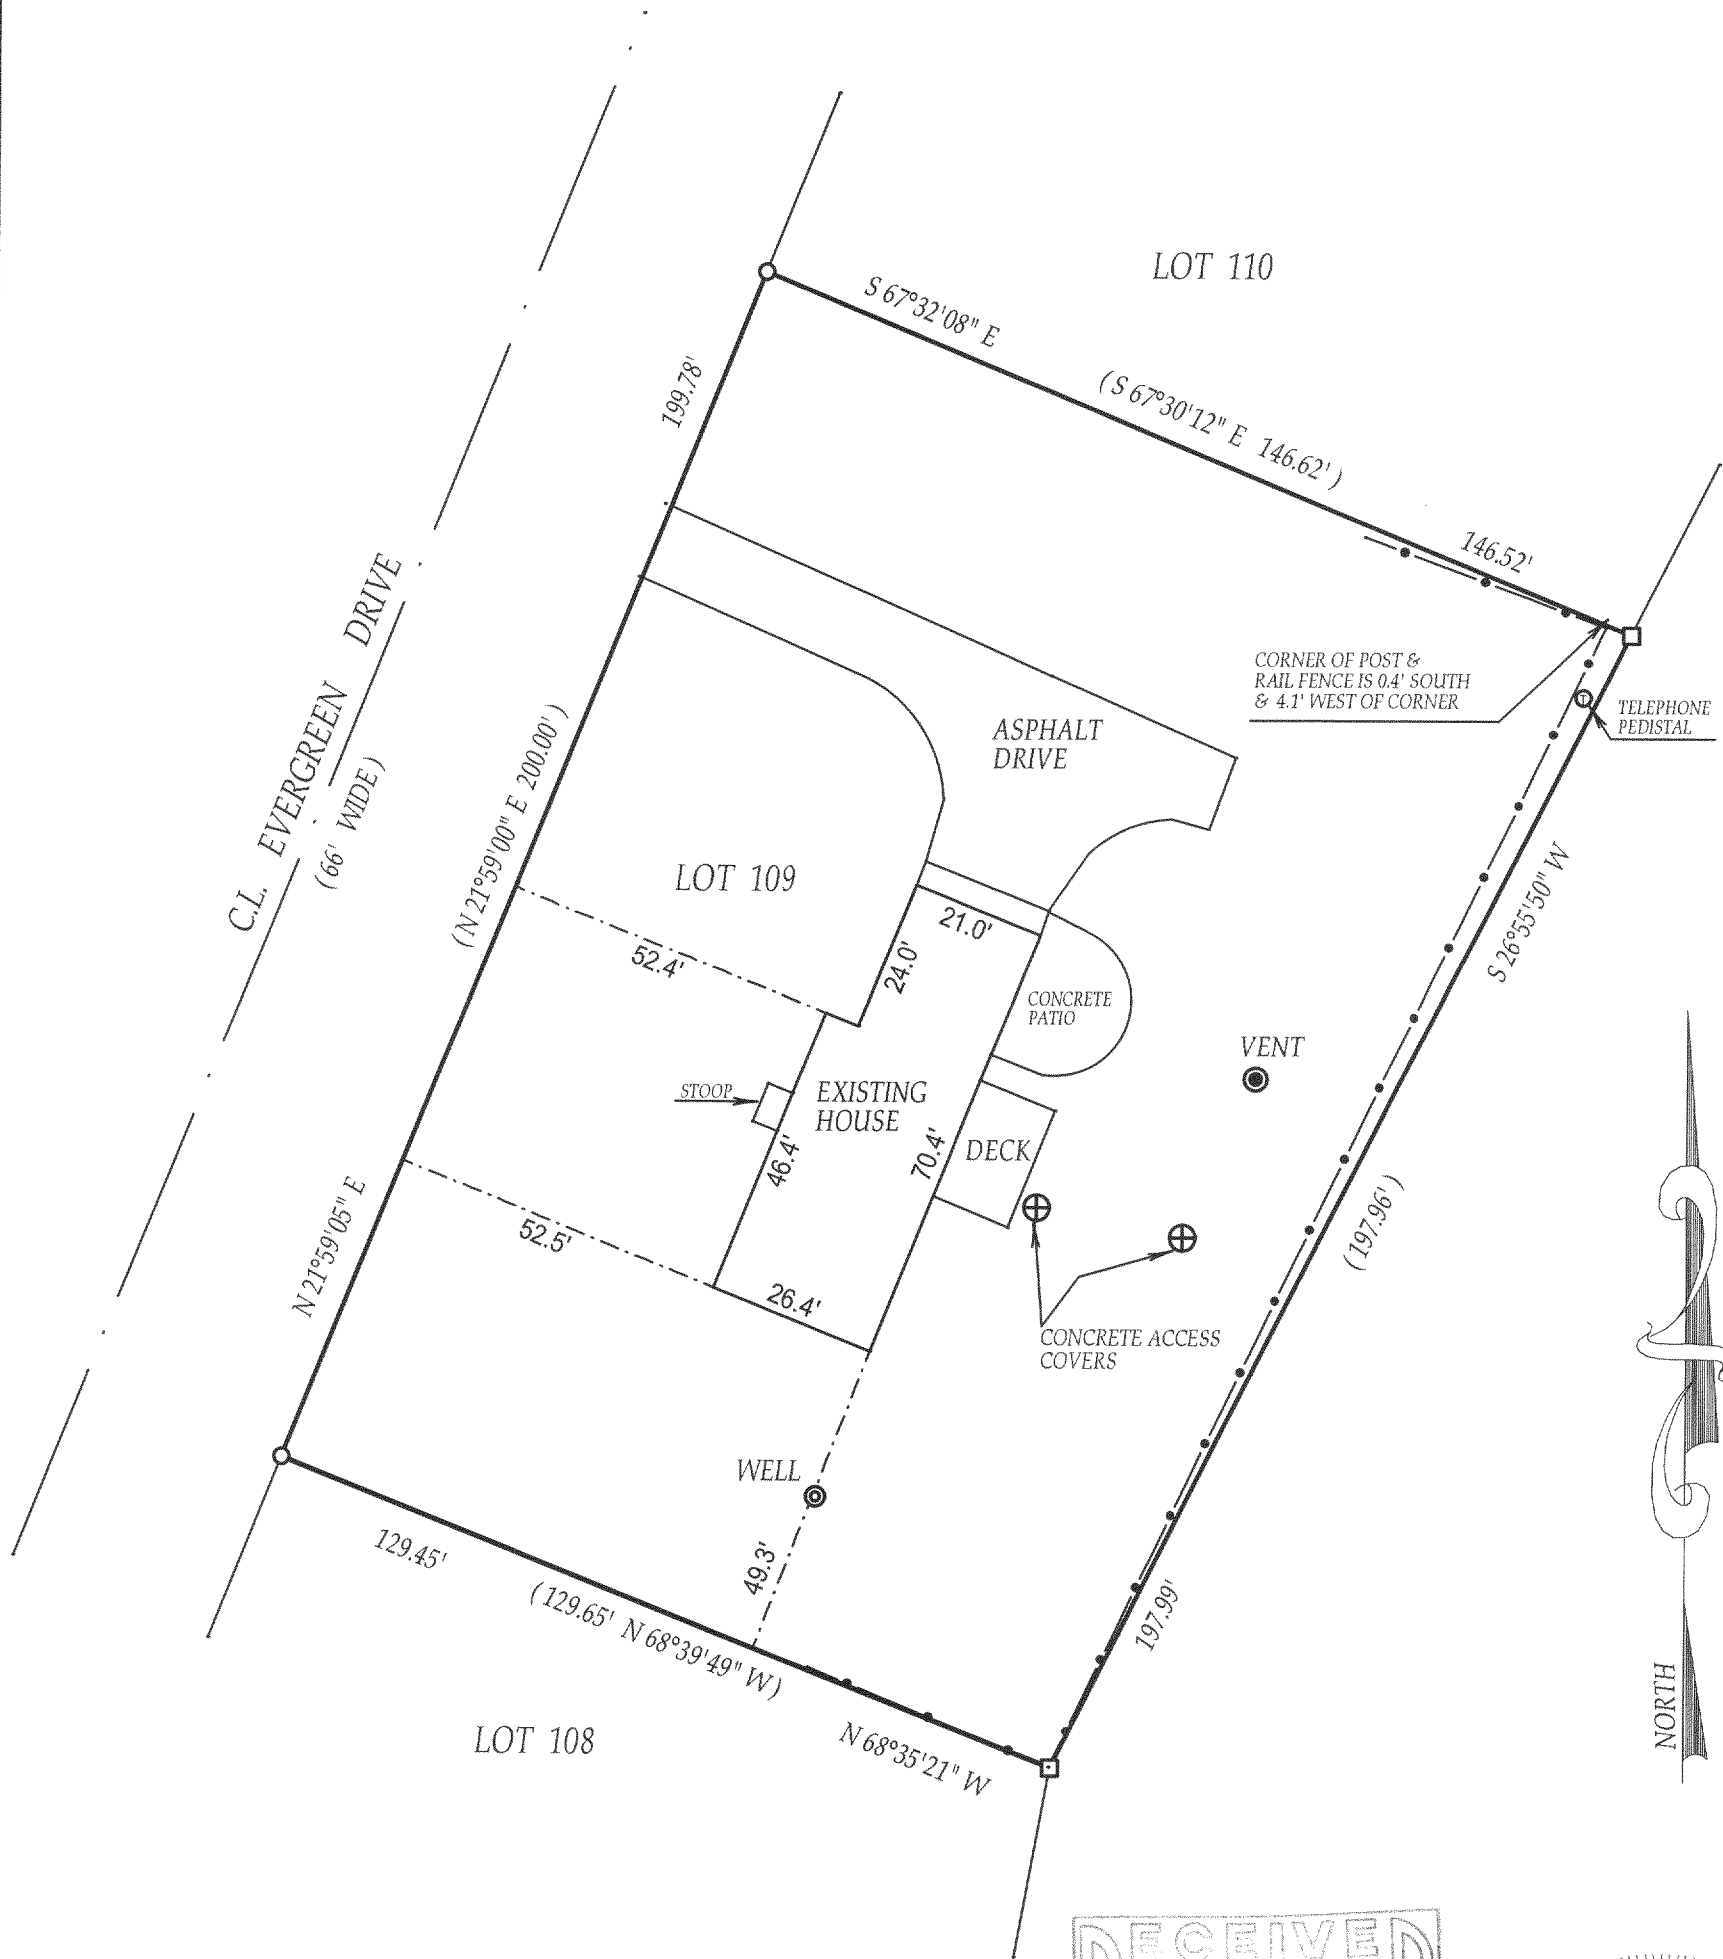 LOT 110
S 67°32'08" E
(S 67°30'12" E 146.62')
146.52'
199.78'
CORNER OF POST &
RAIL FENCE IS 0.4' SOUTH
& 4.1' WEST OF CORNER
TELEPHONE
PEDISTAL
T
C.L. EVERGREEN DRIVE
(66' WIDE)
(N 21°59'00" E 200.00')
ASPHALT
DRIVE
LOT 109
S 26°55'50" W
21.0'
52.4'
24.0'
CONCRETE
PATIO
VENT
STOOP
EXISTING
HOUSE
46.4'
70.4'
DECK
(197.96')
N 21°59'05" E
52.5'
26.4'
CONCRETE ACCESS
COVERS
WELL
49.3'
129.45'
(129.65' N 68°39'49" W)
197.99'
N 68°35'21" W
LOT 108
NORTH
RECEIVED